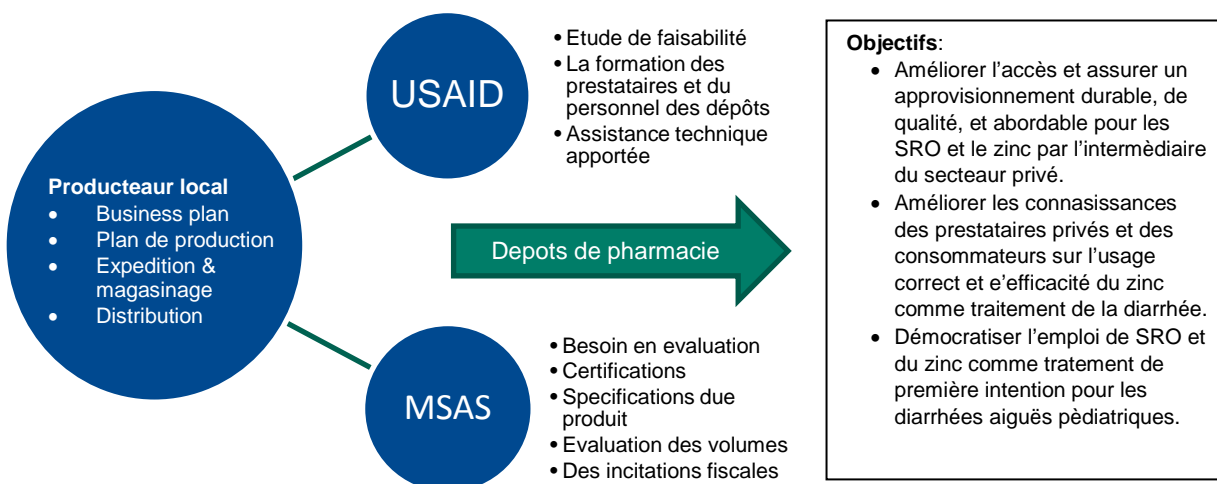 Producteaur local
• Business plan
• Plan de production
• Expedition &
magasinage
• Distribution
USAID
• Etude de faisabilité
• La formation des
prestataires et du
personnel des dépôts
• Assistance technique
apportée
Depots de pharmacie
MSAS
• Besoin en evaluation
• Certifications
• Specifications due
produit
• Evaluation des volumes
• Des incitations fiscales
Objectifs:
• Améliorer l’accès et assurer un
approvisionnement durable, de
qualité, et abordable pour les
SRO et le zinc par l’intermèdiaire
du secteaur privé.
• Améliorer les connasissances
des prestataires privés et des
consommateurs sur l’usage
correct et e’efficacité du zinc
comme traitement de la diarrhée.
• Démocratiser l’emploi de SRO et
du zinc comme tratement de
première intention pour les
diarrhées aiguës pèdiatriques.